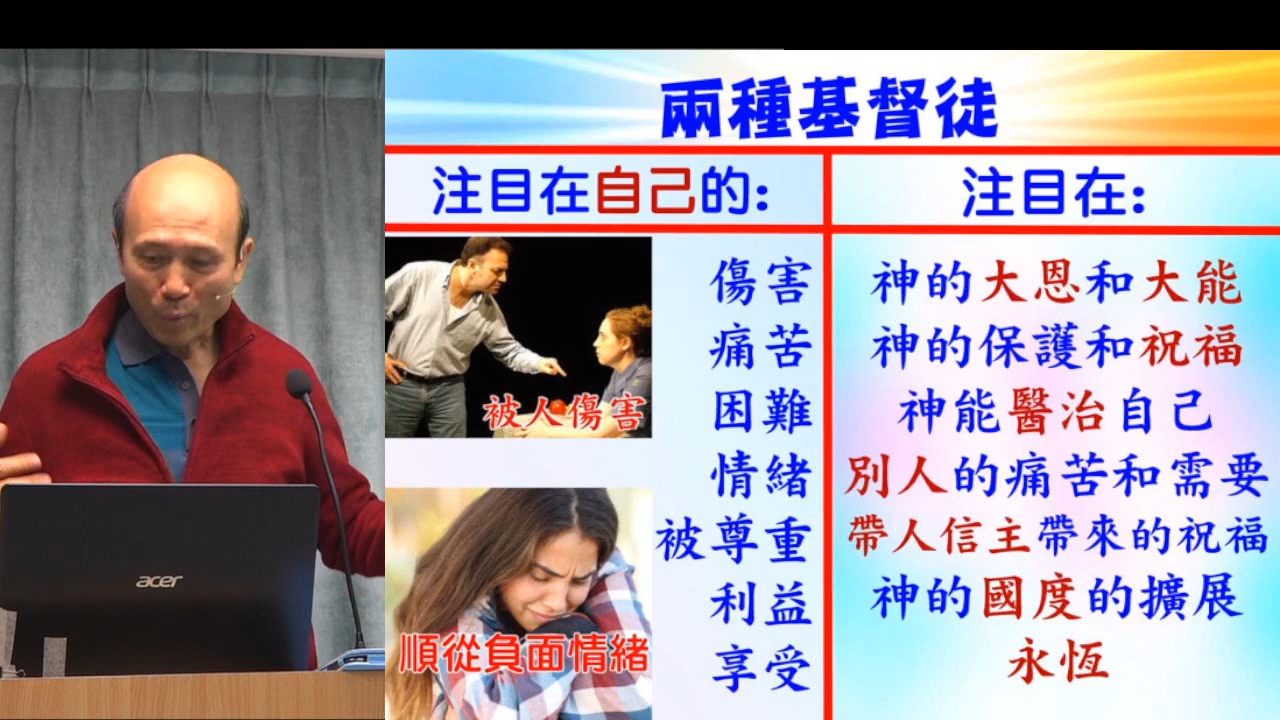 兩種基督徒
注目在自己的:
傷害
痛苦
困難
情緒
被尊重
利益
享受
被人傷害
順從負面情緒
注目在:
神的大恩和大能
神的保護和祝福
神能醫治自己
別人的痛苦和需要
帶人信主帶來的祝福
神的國度的擴展
永恆
acer